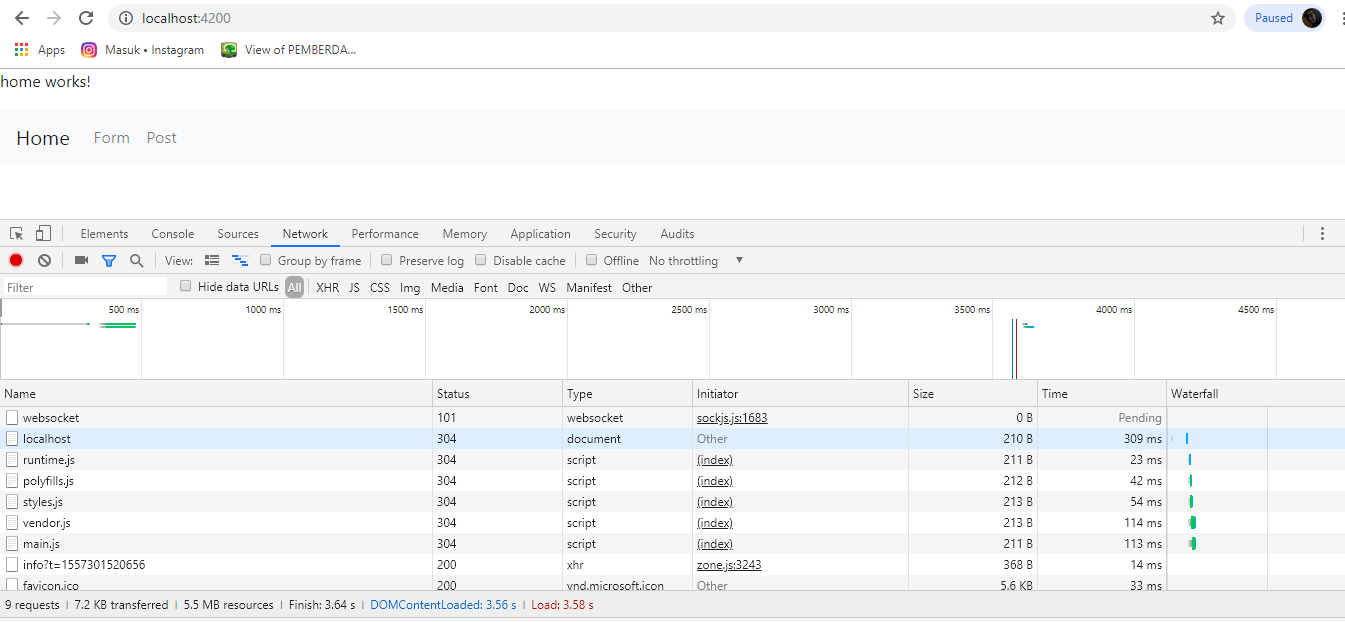 localhost:4200 Paused
Apps Masuk • Instagram View of PEMBERDA...
home works!
Home Form Post
Elements Console Sources Network Performance Memory Application Security Audits
View: Group by frame Preserve log Disable cache Offline No throttling
Filter Hide data URLs All XHR JS CSS Img Media Font Doc WS Manifest Other
500 ms 1000 ms 1500 ms 2000 ms 2500 ms 3000 ms 3500 ms 4000 ms 4500 ms
Name Status Type Initiator Size Time Waterfall
websocket 101 websocket sockjs.js:1683 0 B Pending
localhost 304 document Other 210 B 309 ms
runtime.js 304 script (index) 211 B 23 ms
polyfills.js 304 script (index) 212 B 42 ms
styles.js 304 script (index) 213 B 54 ms
vendor.js 304 script (index) 213 B 114 ms
main.js 304 script (index) 211 B 113 ms
info?t=1557301520656 200 xhr zone.js:3243 368 B 14 ms
favicon.ico 200 vnd.microsoft.icon Other 5.6 KB 33 ms
9 requests | 7.2 KB transferred | 5.5 MB resources | Finish: 3.64 s | DOMContentLoaded: 3.56 s | Load: 3.58 s